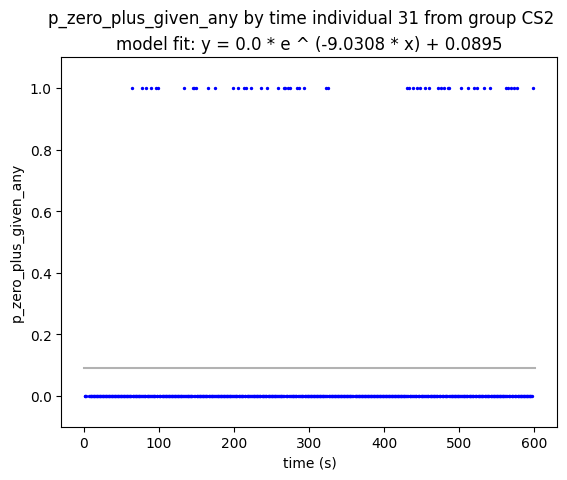 p_zero_plus_given_any by time individual 31 from group CS2
model fit: y = 0.0 * e ^ (-9.0308 * x) + 0.0895
p_zero_plus_given_any
1.0
0.8
0.6
0.4
0.2
0.0
0 100 200 300 400 500 600
time (s)